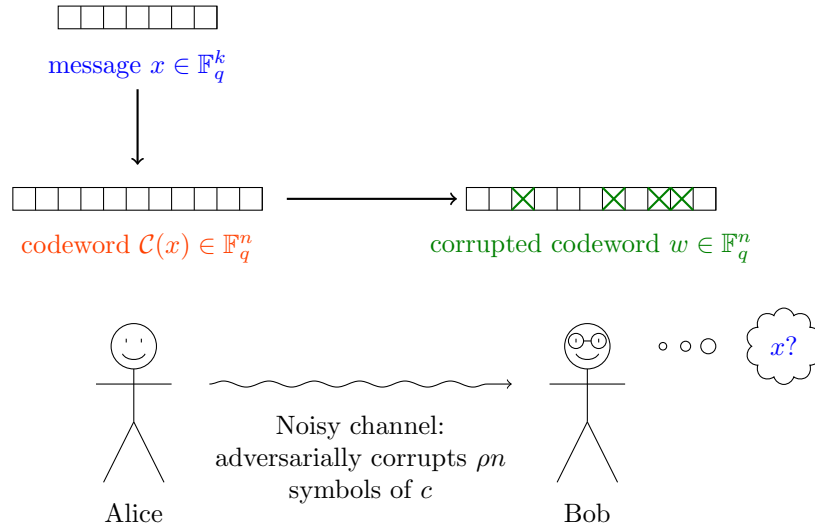 message x ∈ 𝔽_q^k
codeword 𝒞(x) ∈ 𝔽_q^n
corrupted codeword w ∈ 𝔽_q^n
x?
Noisy channel:
adversarially corrupts ρn
symbols of c
Alice
Bob